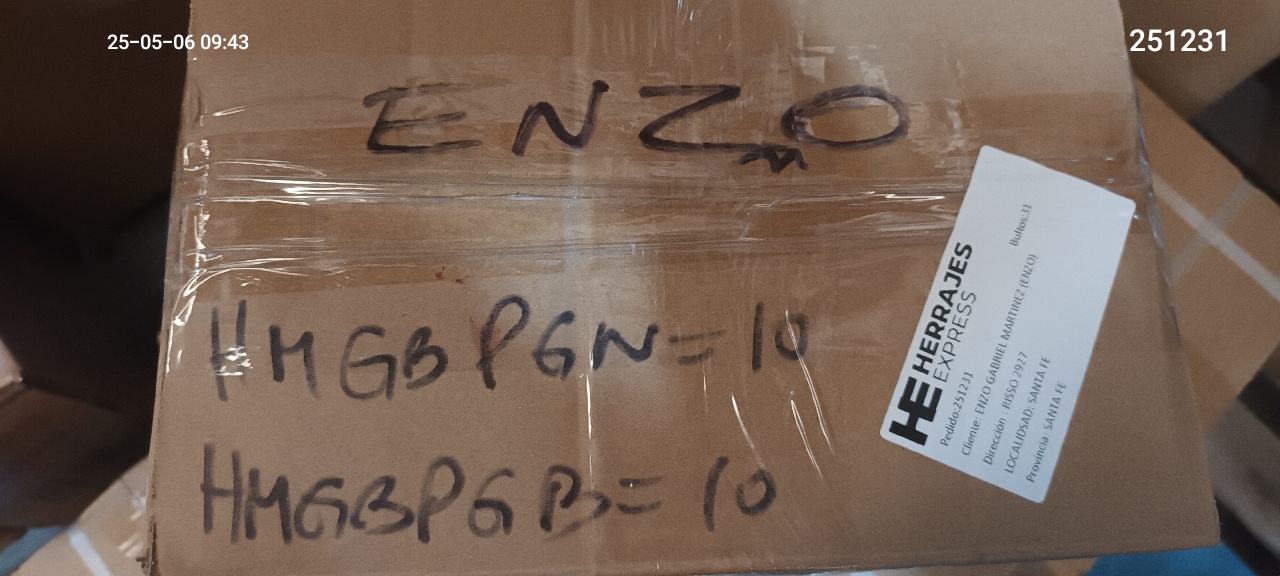 25-05-06 09:43
251231
ENZO
HMGBPGN=10
HMGBPGB=10
HE HERRAJES
EXPRESS
Pedido:251231
Bultos:31
Cliente: ENZO GABRIEL MARTINEZ (ENZO)
Dirección : RISSO 2927
LOCALIDSAD: SANTA FE
Provincia : SANTA FE